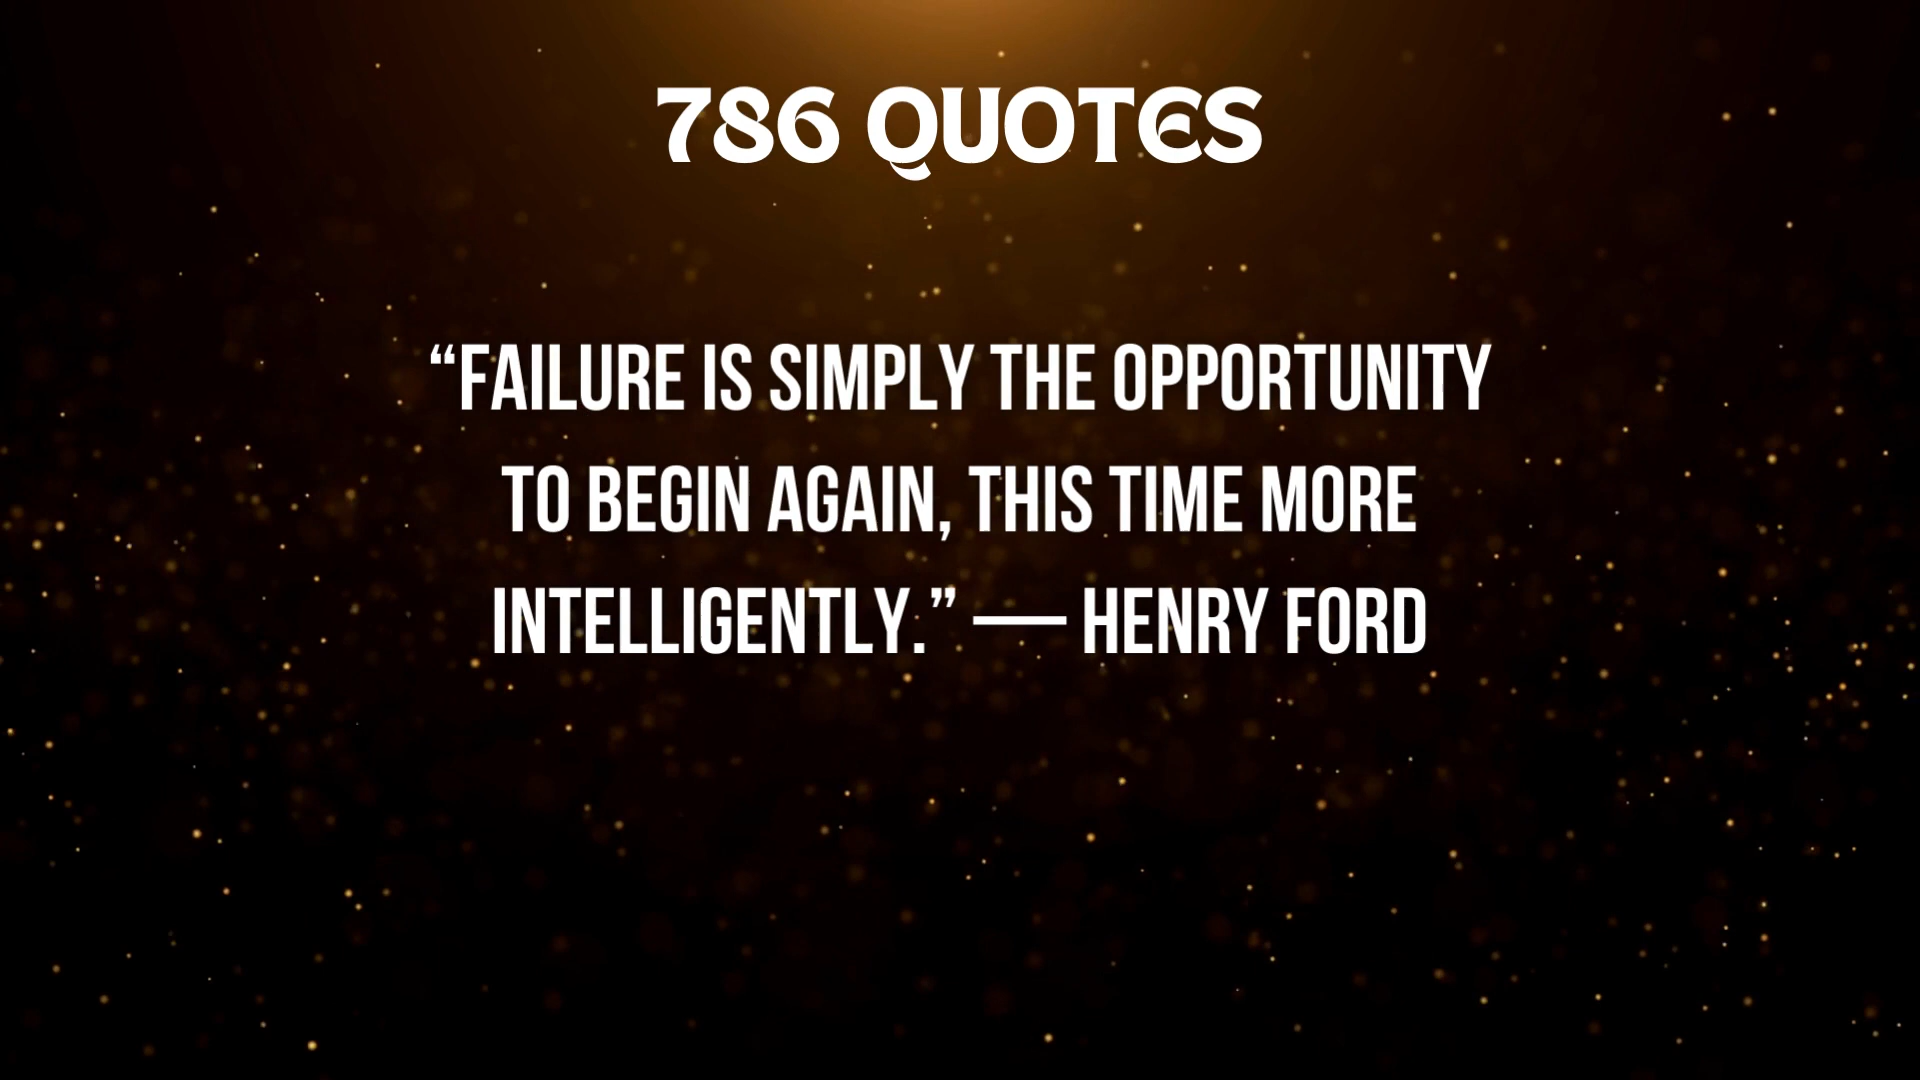 786 QUOTES
“FAILURE IS SIMPLY THE OPPORTUNITY
TO BEGIN AGAIN, THIS TIME MORE
INTELLIGENTLY.” — HENRY FORD